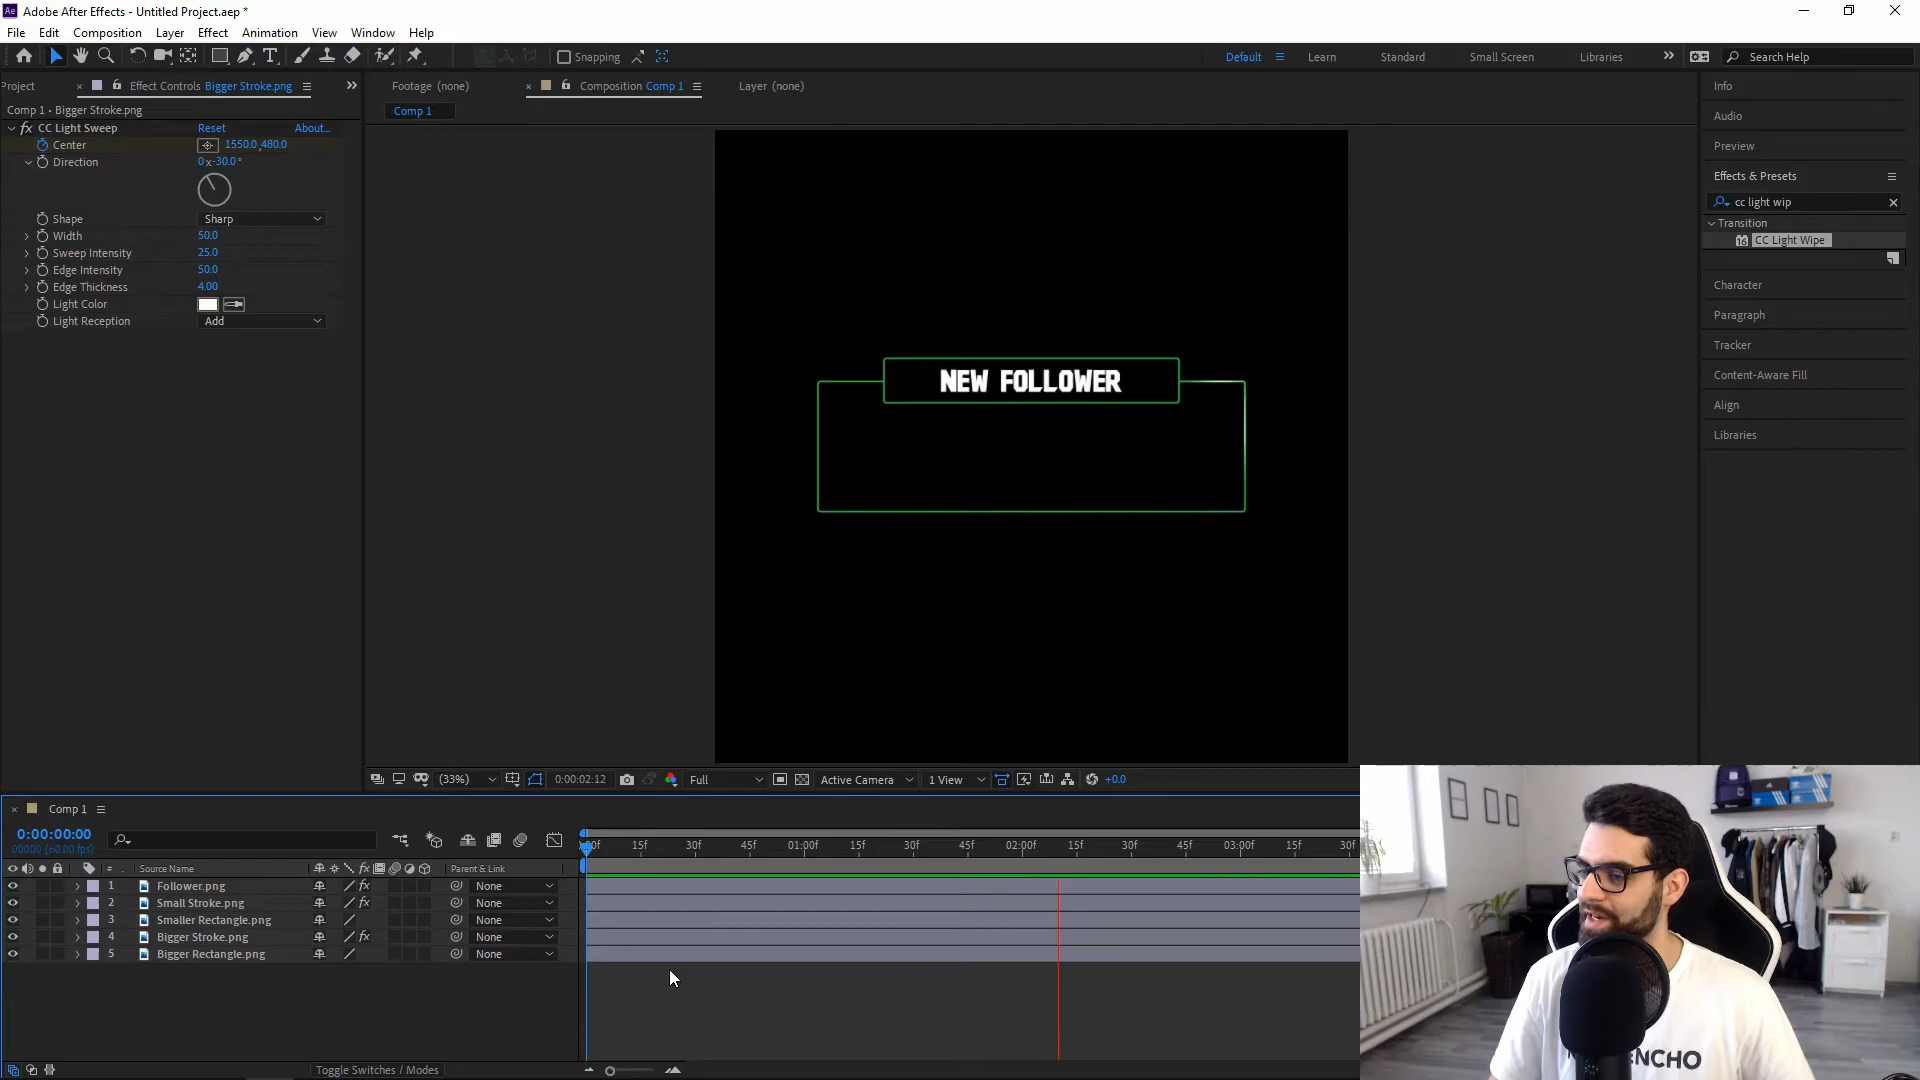 Ae Adobe After Effects - Untitled Project.aep *
File Edit Composition Layer Effect Animation View Window Help
Snapping
Default Learn Standard Small Screen Libraries Search Help
Project Effect Controls Bigger Stroke.png
Footage (none) Composition Comp 1 Layer (none)
Comp 1 • Bigger Stroke.png
Comp 1
fx CC Light Sweep Reset About...
Center 1550.0,480.0
Direction 0x-30.0°
Shape Sharp
Width 50.0
Sweep Intensity 25.0
Edge Intensity 50.0
Edge Thickness 4.00
Light Color
Light Reception Add
NEW FOLLOWER
Info
Audio
Preview
Effects & Presets
cc light wip
Transition
16 CC Light Wipe
Character
Paragraph
Tracker
Content-Aware Fill
Align
Libraries
(33%) 0:00:02:12 Full Active Camera 1 View +0.0
Comp 1
0:00:00:00
00000 (60.00 fps)
:00f 15f 30f 45f 01:00f 15f 30f 45f 02:00f 15f 30f 45f 03:00f 15f 30f
# Source Name fx Parent & Link
1 Follower.png fx None
2 Small Stroke.png fx None
3 Smaller Rectangle.png None
4 Bigger Stroke.png fx None
5 Bigger Rectangle.png None
Toggle Switches / Modes